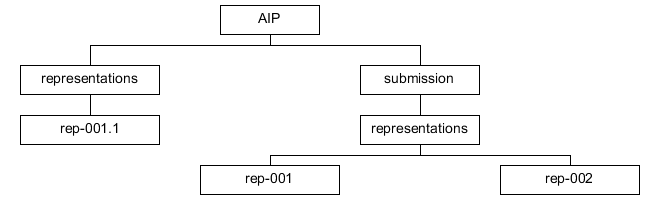 AIP
representations
submission
rep-001.1
representations
rep-001
rep-002